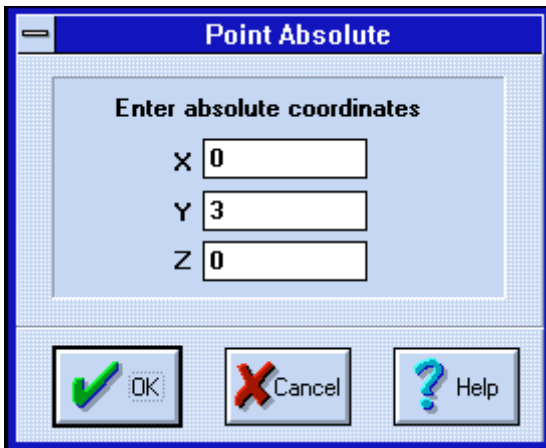 Point Absolute
Enter absolute coordinates
X 0
Y 3
Z 0
OK Cancel Help